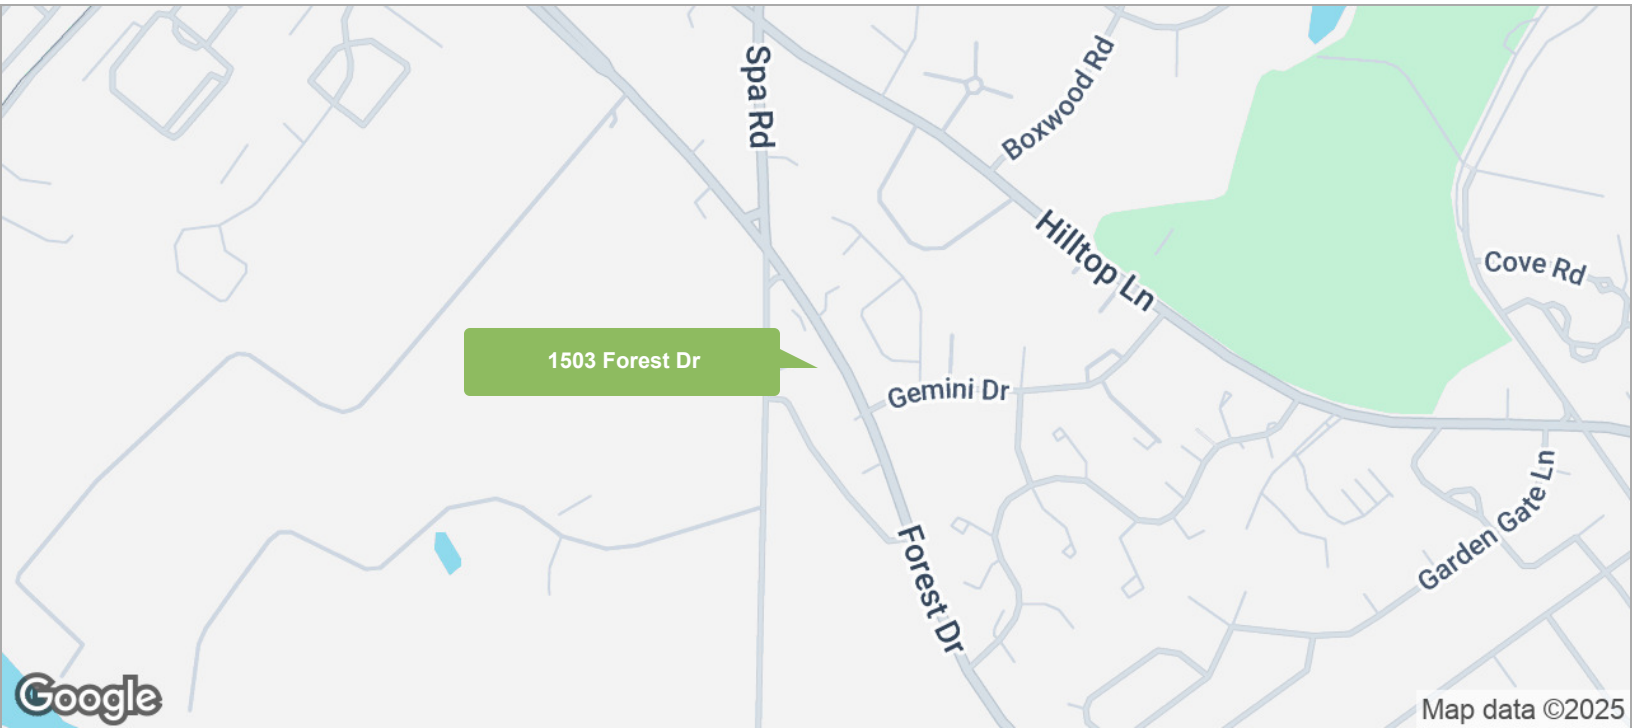 Spa Rd
Boxwood Rd
Hilltop Ln
Cove Rd
1503 Forest Dr
Gemini Dr
Garden Gate Ln
Forest Dr
Google
Map data ©2025